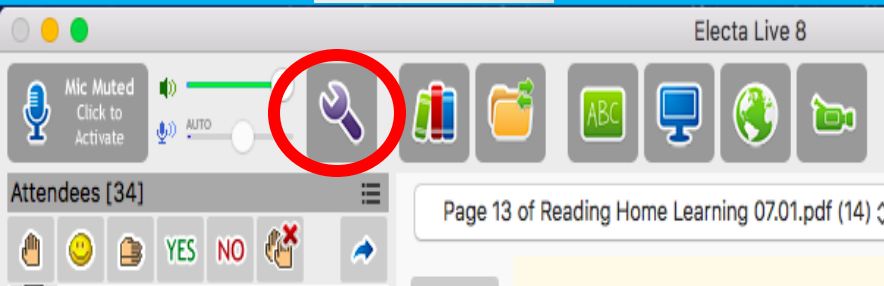 Electa Live 8
Mic Muted
Click to
Activate
AUTO
ABC
Attendees [34]
Page 13 of Reading Home Learning 07.01.pdf (14)
YES NO